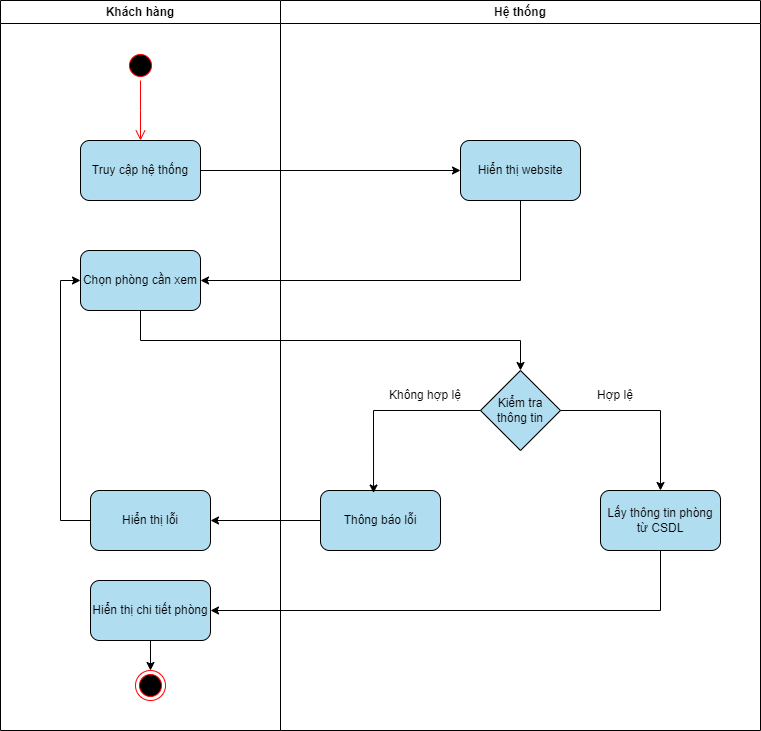 Khách hàng
Hệ thống
Truy cập hệ thống
Hiển thị website
Chọn phòng cần xem
Kiểm tra
thông tin
Không hợp lệ
Hợp lệ
Hiển thị lỗi
Thông báo lỗi
Lấy thông tin phòng
từ CSDL
Hiển thị chi tiết phòng